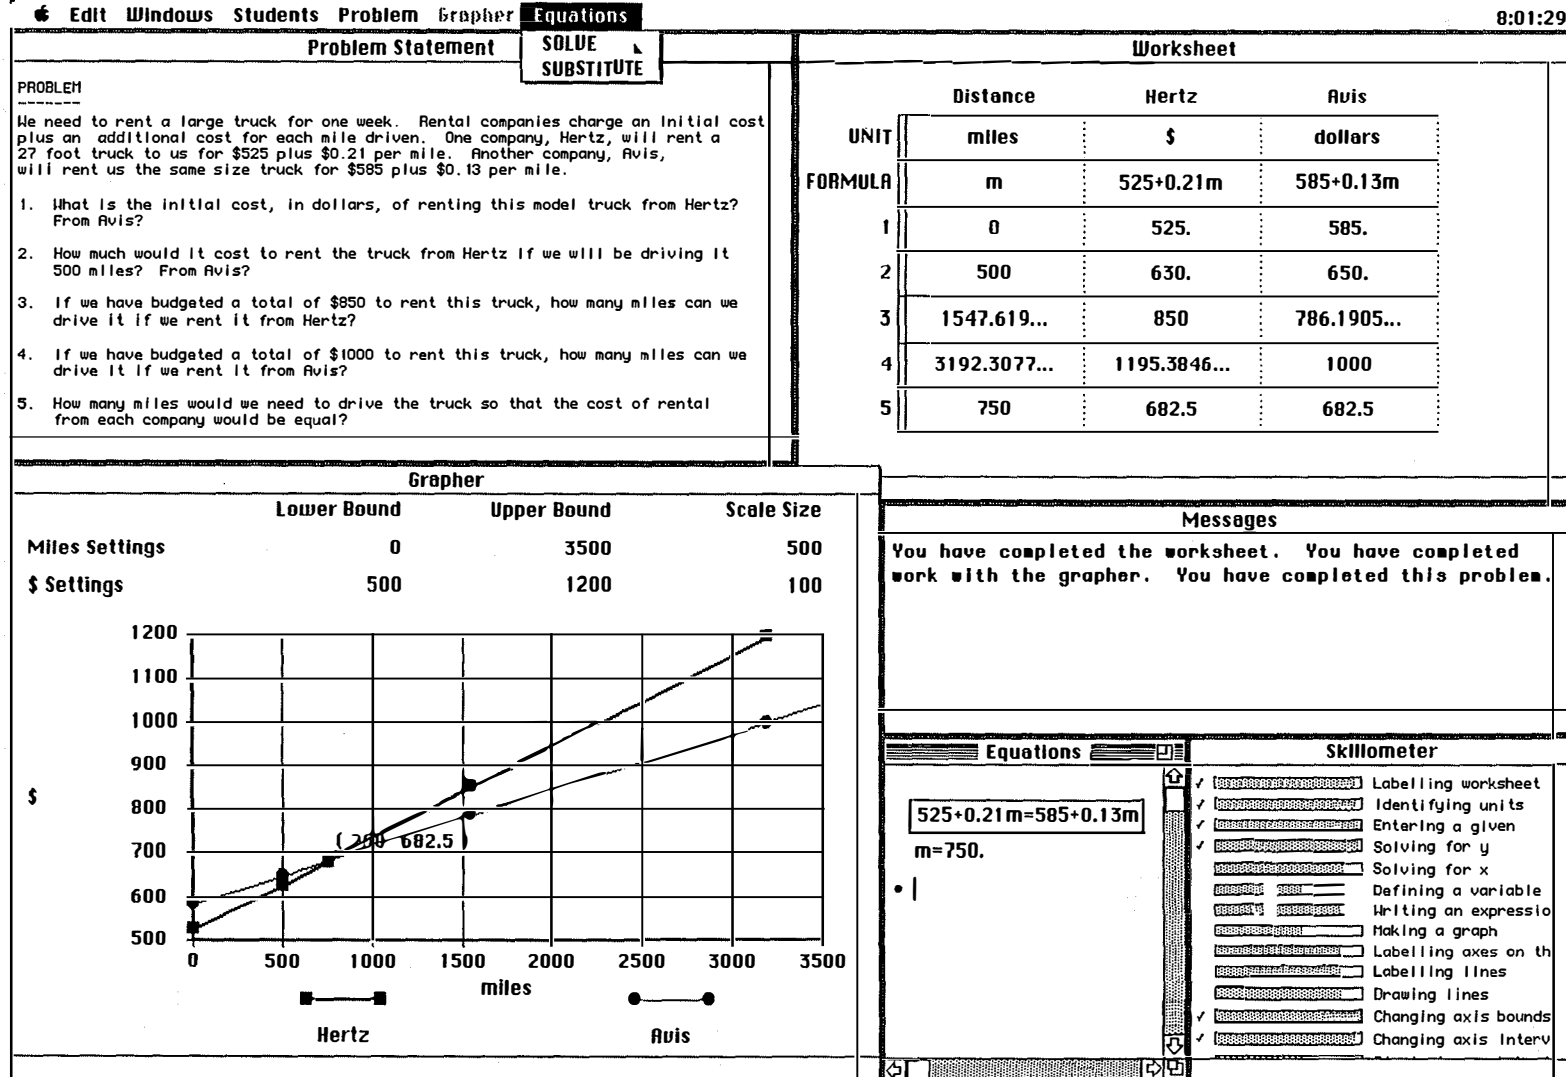 Edit Windows Students Problem Grapher Equations 8:01:29
SOLVE
SUBSTITUTE
Problem Statement
PROBLEM
-------
We need to rent a large truck for one week. Rental companies charge an initial cost
plus an additional cost for each mile driven. One company, Hertz, will rent a
27 foot truck to us for $525 plus $0.21 per mile. Another company, Avis,
will rent us the same size truck for $585 plus $0.13 per mile.
1. What is the initial cost, in dollars, of renting this model truck from Hertz?
From Avis?
2. How much would it cost to rent the truck from Hertz if we will be driving it
500 miles? From Avis?
3. If we have budgeted a total of $850 to rent this truck, how many miles can we
drive it if we rent it from Hertz?
4. If we have budgeted a total of $1000 to rent this truck, how many miles can we
drive it if we rent it from Avis?
5. How many miles would we need to drive the truck so that the cost of rental
from each company would be equal?
Worksheet
Distance Hertz Avis
UNIT miles $ dollars
FORMULA m 525+0.21m 585+0.13m
1 0 525. 585.
2 500 630. 650.
3 1547.619... 850 786.1905...
4 3192.3077... 1195.3846... 1000
5 750 682.5 682.5
Grapher
Lower Bound Upper Bound Scale Size
Miles Settings 0 3500 500
$ Settings 500 1200 100
1200
1100
1000
900
$
800
( 750 682.5 )
700
600
500
0 500 1000 1500 2000 2500 3000 3500
miles
Hertz Avis
Messages
You have completed the worksheet. You have completed
work with the grapher. You have completed this problem.
Equations
525+0.21m=585+0.13m
m=750.
Skillometer
Labelling worksheet
Identifying units
Entering a given
Solving for y
Solving for x
Defining a variable
Writing an expressio
Making a graph
Labelling axes on th
Labelling lines
Drawing lines
Changing axis bounds
Changing axis interv